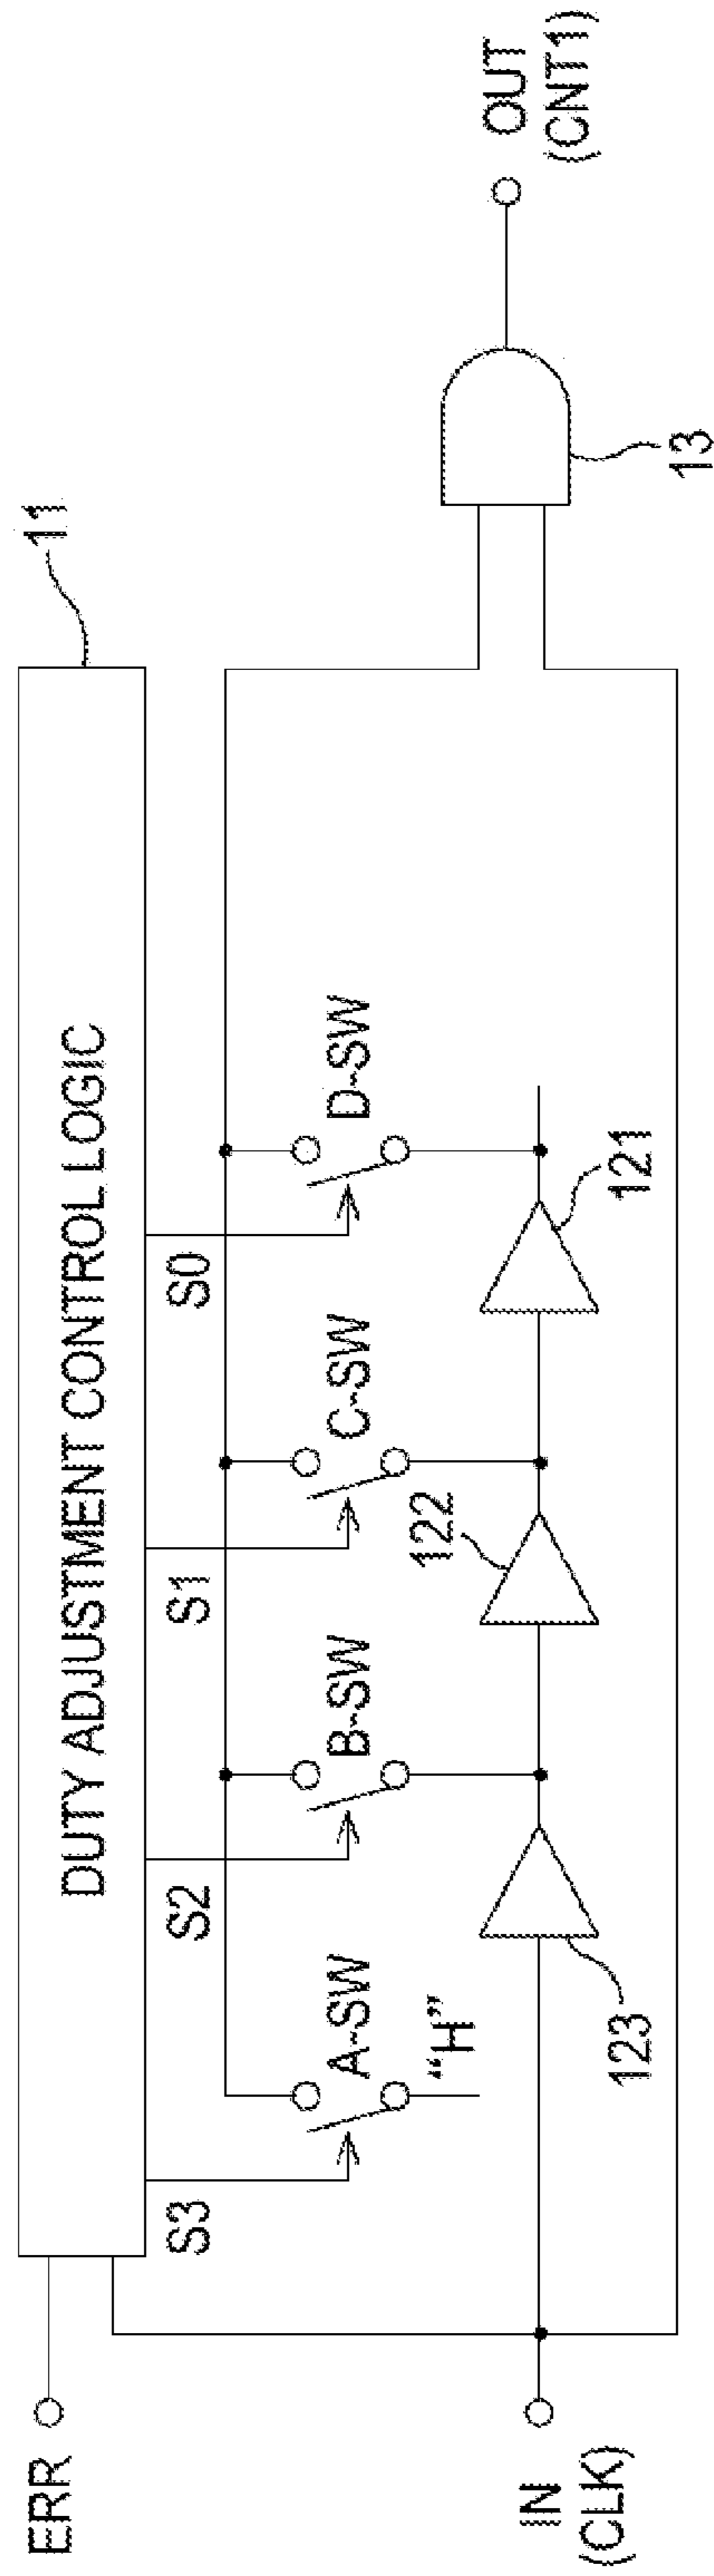 ERR
DUTY ADJUSTMENT CONTROL LOGIC
11
S3
S2
S1
S0
A-SW
B-SW
C-SW
D-SW
"H"
123
122
121
IN
(CLK)
13
OUT
(CNT1)